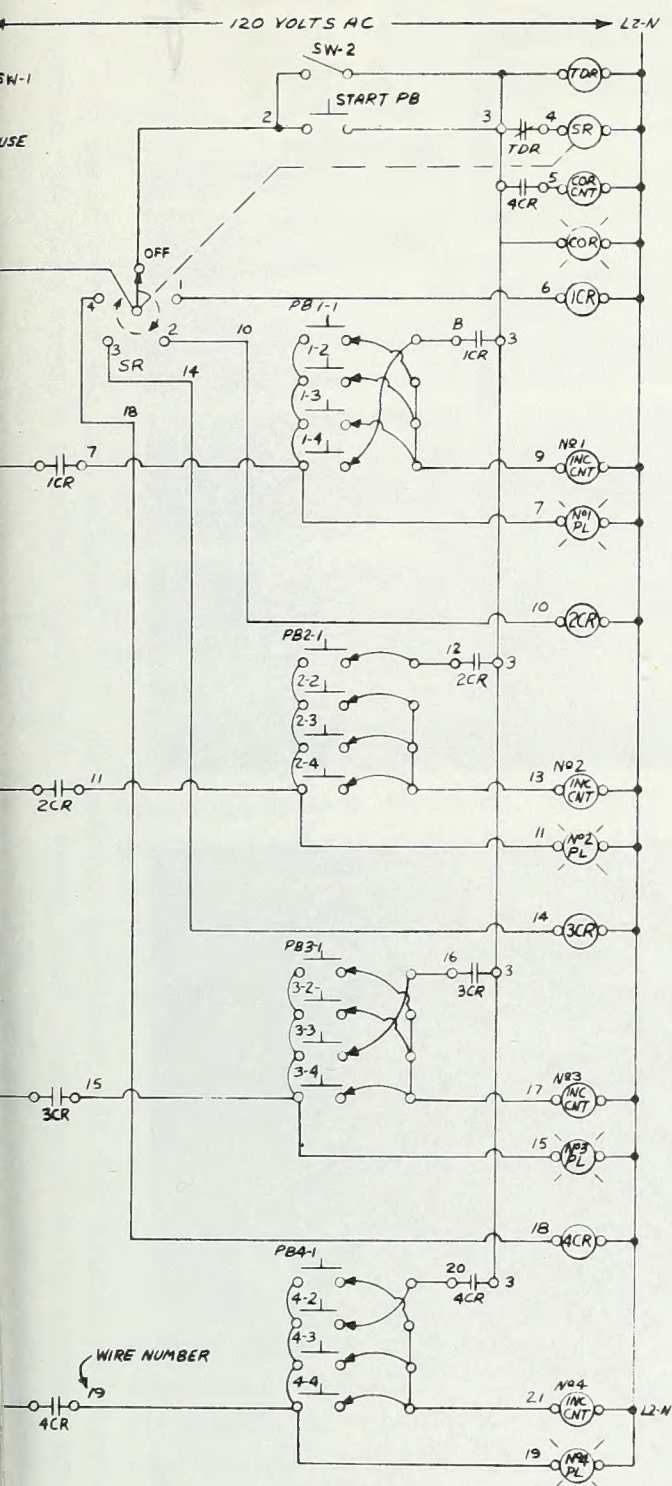 120 VOLTS AC
L2-N
SW-2
SW-1
TDR
START PB
2
3
4
SR
USE
TDR
5
COR CNT
4CR
OFF
COR
4
1
6
1CR
PB 1-1
3
2
10
8
3
SR
1-2
1CR
14
1-3
18
1-4
Nº1
7
9
INC CNT
1CR
7
Nº1 PL
10
2CR
PB2-1
12
3
2-2
2CR
2-3
2-4
Nº2
11
13
INC CNT
2CR
11
Nº2 PL
14
3CR
PB3-1
16
3
3-2
3CR
3-3
3-4
Nº3
15
17
INC CNT
3CR
15
Nº3 PL
18
4CR
PB4-1
20
3
4-2
4CR
4-3
WIRE NUMBER
4-4
Nº4
19
21
INC CNT
L2-N
4CR
19
Nº4 PL